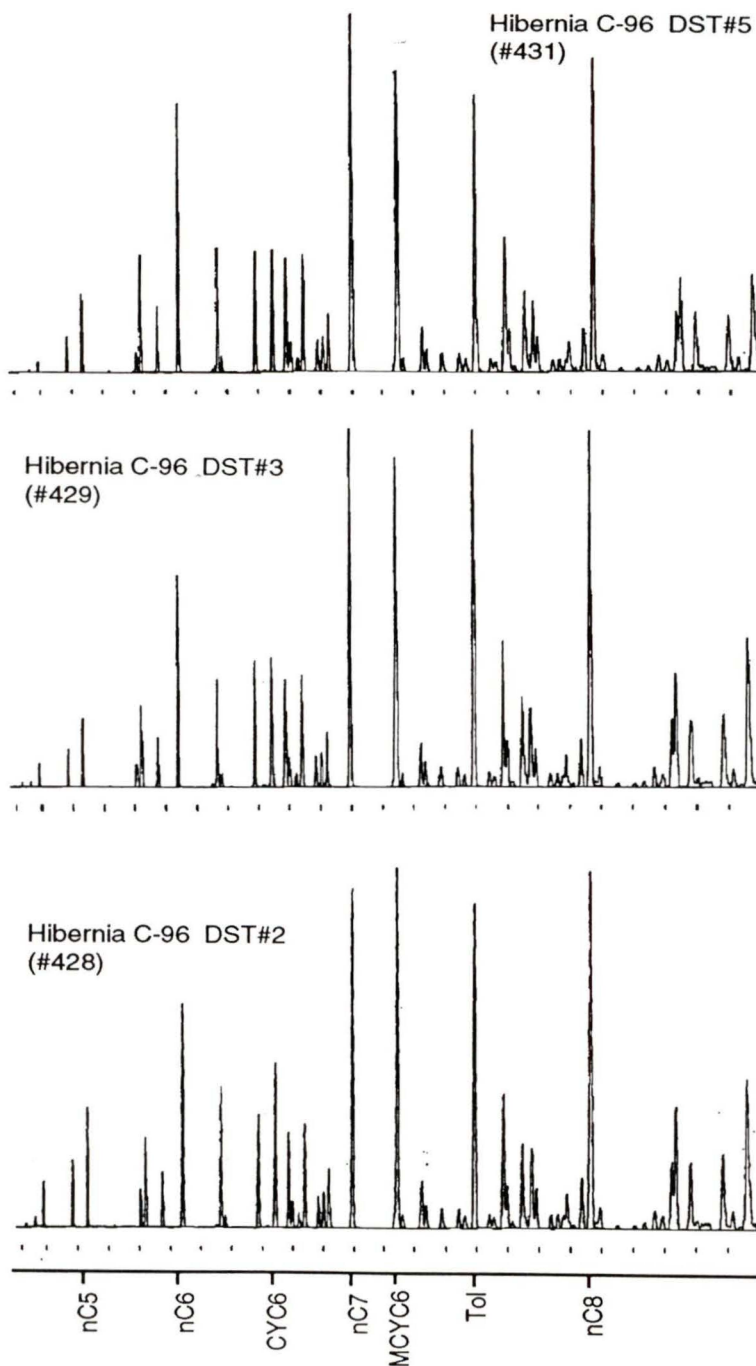 Hibernia C-96 DST#5
(#431)
Hibernia C-96 DST#3
(#429)
Hibernia C-96 DST#2
(#428)
nC5
nC6
CYC6
nC7
MCYC6
Tol
nC8